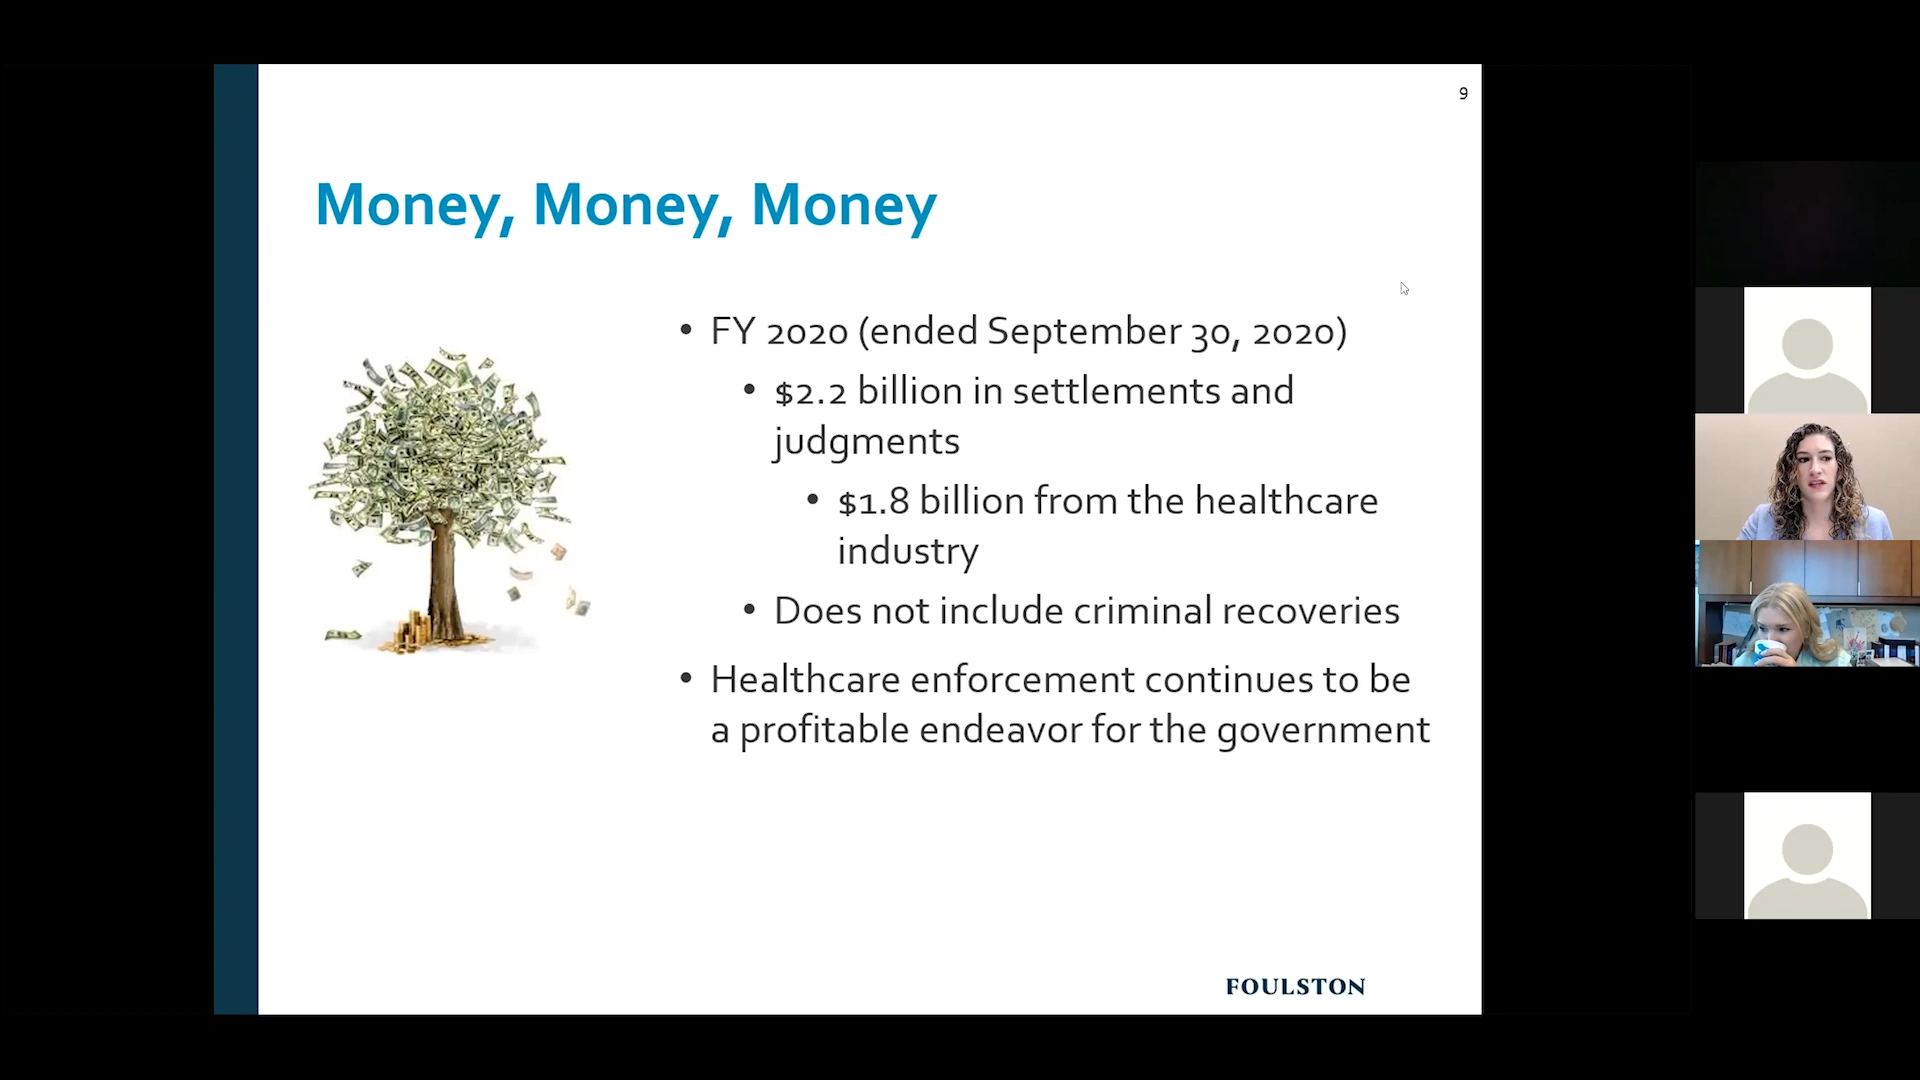 9
Money, Money, Money
• FY 2020 (ended September 30, 2020)
• $2.2 billion in settlements and
judgments
• $1.8 billion from the healthcare
industry
• Does not include criminal recoveries
• Healthcare enforcement continues to be
a profitable endeavor for the government
FOULSTON